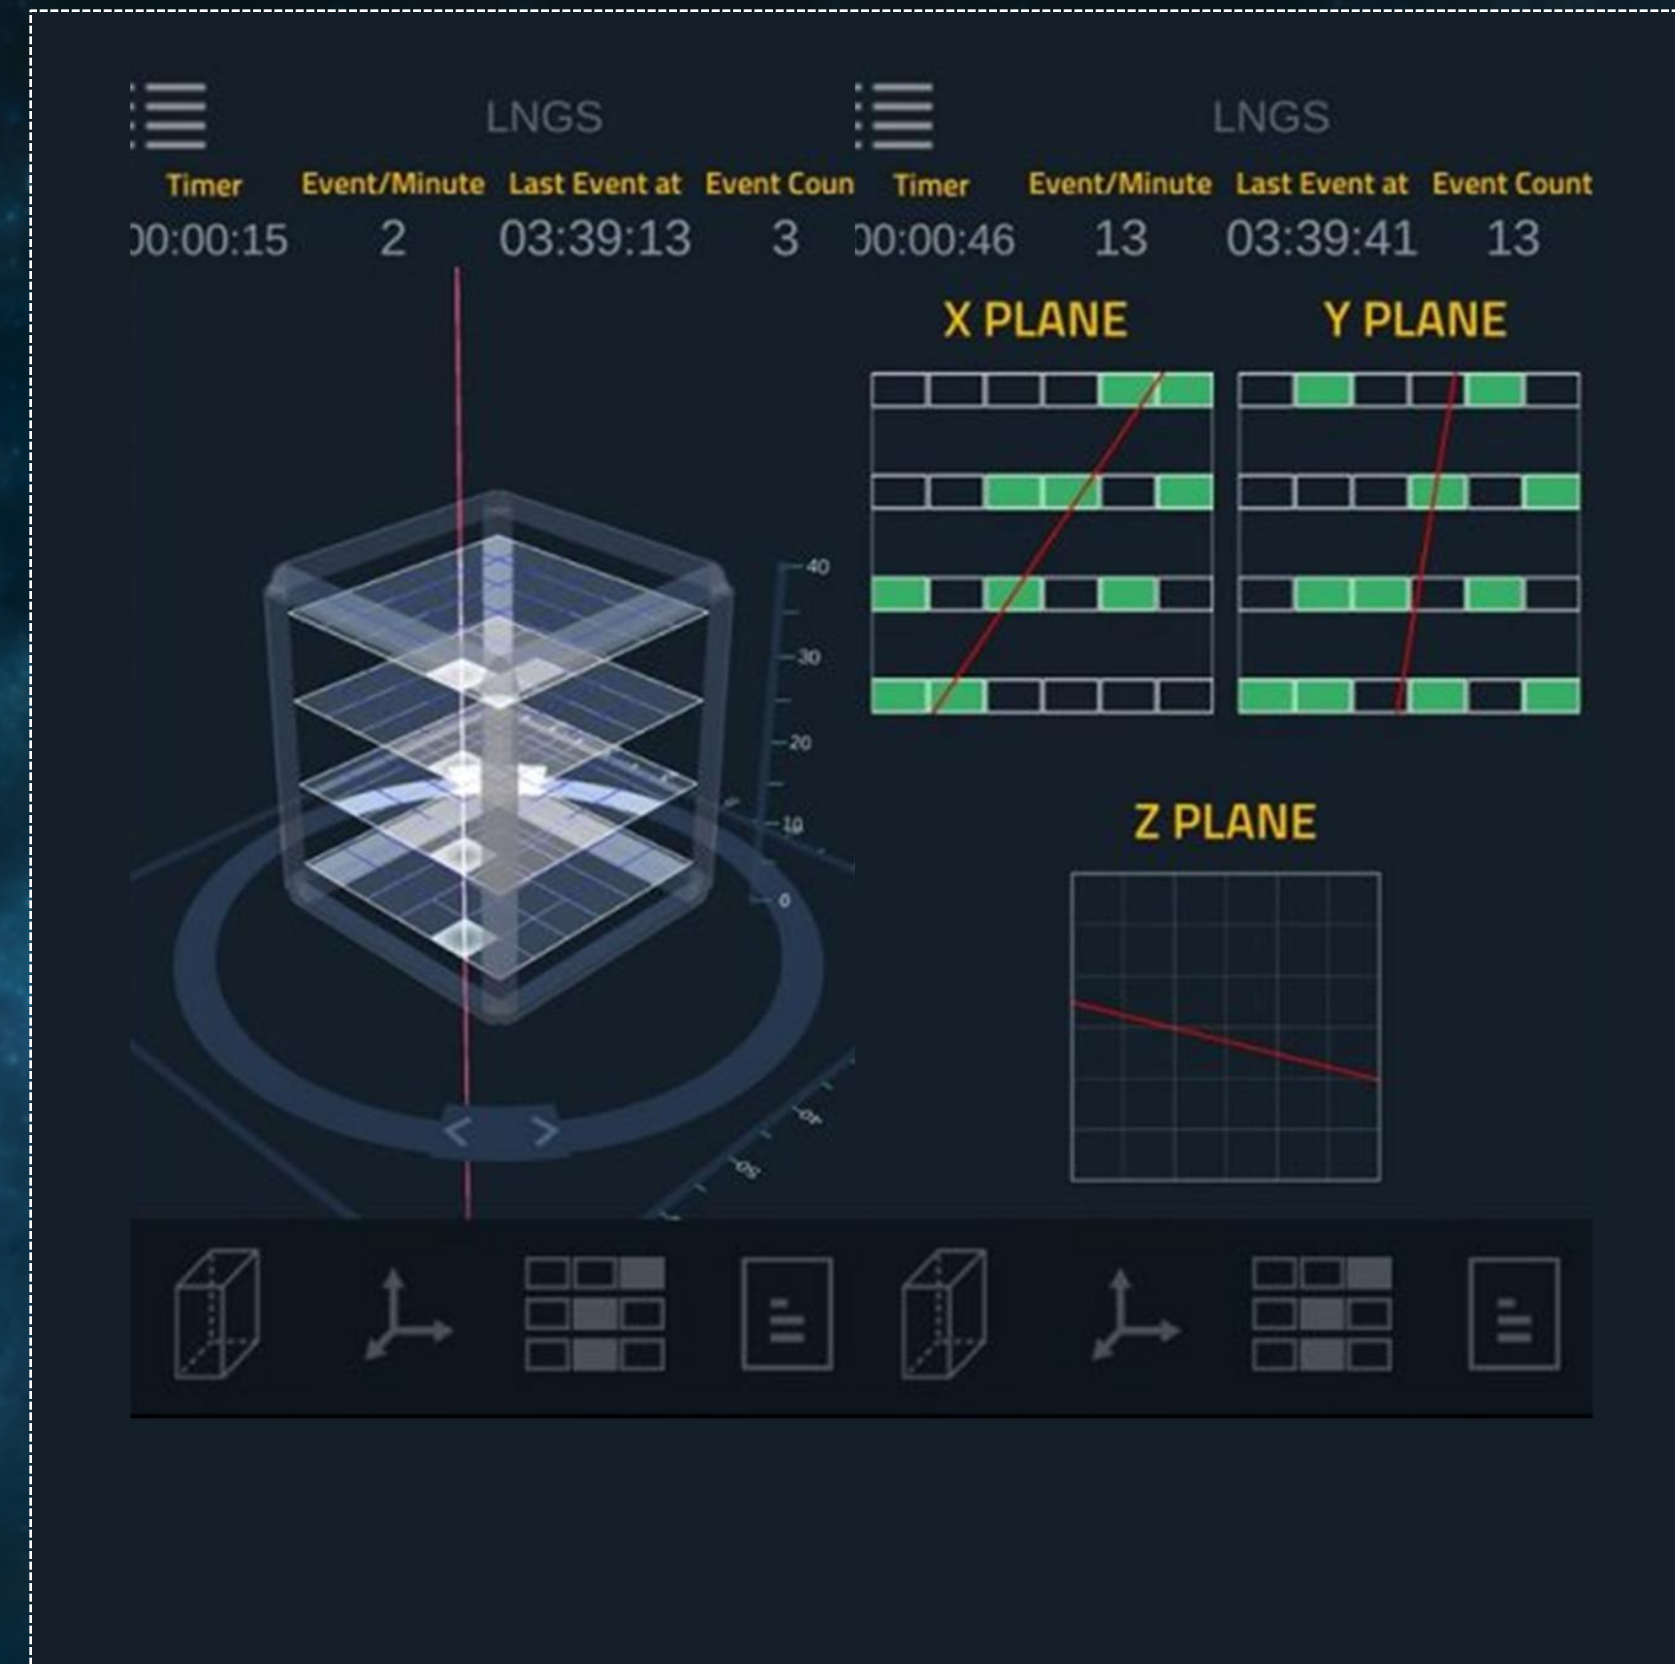 LNGS
Timer Event/Minute Last Event at Event Coun
00:00:15 2 03:39:13 3
40
30
20
10
0
40
50
LNGS
Timer Event/Minute Last Event at Event Count
00:00:46 13 03:39:41 13
X PLANE Y PLANE
Z PLANE